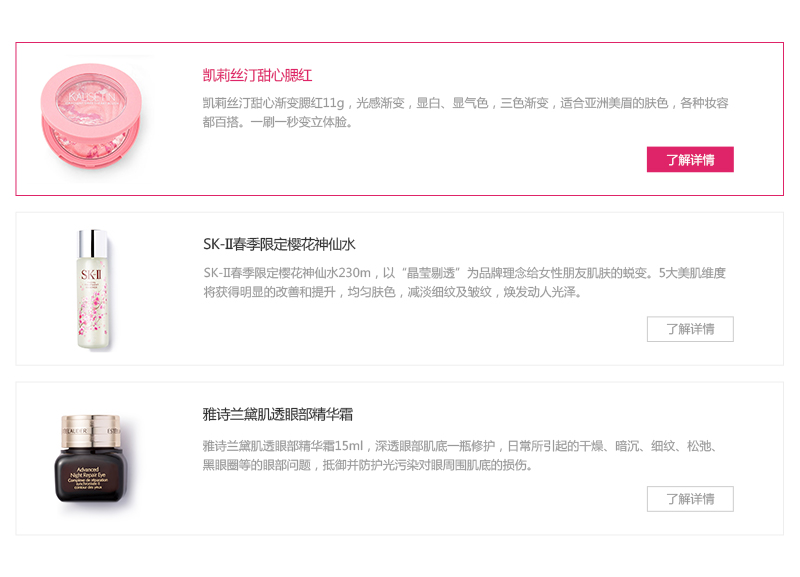 KALISETIN
凯莉丝汀甜心腮红
凯莉丝汀甜心渐变腮红11g，光感渐变，显白、显气色，三色渐变，适合亚洲美眉的肤色，各种妆容
都百搭。一刷一秒变立体脸。
了解详情
SK-II
SK-II春季限定樱花神仙水
SK-II春季限定樱花神仙水230m，以“晶莹剔透”为品牌理念给女性朋友肌肤的蜕变。5大美肌维度
将获得明显的改善和提升，均匀肤色，减淡细纹及皱纹，焕发动人光泽。
了解详情
Advanced
Night Repair Eye
雅诗兰黛肌透眼部精华霜
雅诗兰黛肌透眼部精华霜15ml，深透眼部肌底一瓶修护，日常所引起的干燥、暗沉、细纹、松弛、
黑眼圈等的眼部问题，抵御并防护光污染对眼周围肌底的损伤。
了解详情